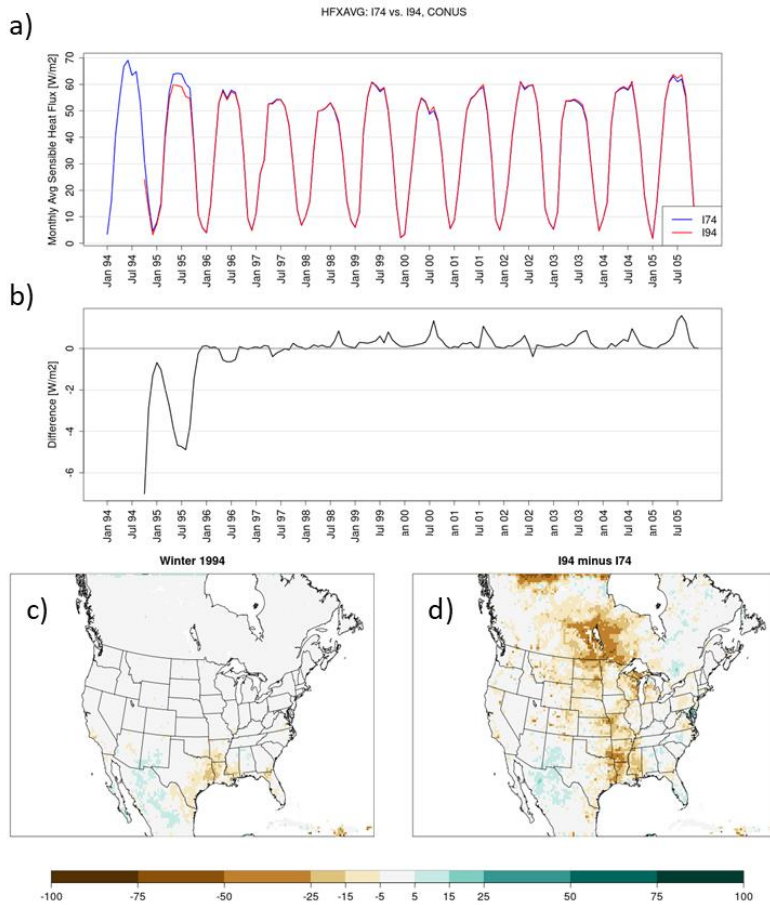 HFXAVG: I74 vs. I94, CONUS
a)
Monthly Avg Sensible Heat Flux [W/m2]
70
60
50
40
30
20
10
0
I74
I94
Jan 94
Jul 94
Jan 95
Jul 95
Jan 96
Jul 96
Jan 97
Jul 97
Jan 98
Jul 98
Jan 99
Jul 99
Jan 00
Jul 00
Jan 01
Jul 01
Jan 02
Jul 02
Jan 03
Jul 03
Jan 04
Jul 04
Jan 05
Jul 05
b)
Difference [W/m2]
0
-2
-4
-6
Jan 94
Jul 94
Jan 95
Jul 95
Jan 96
Jul 96
Jan 97
Jul 97
Jan 98
Jul 98
Jan 99
Jul 99
an 00
Jul 00
an 01
Jul 01
an 02
Jul 02
an 03
Jul 03
an 04
Jul 04
an 05
Jul 05
Winter 1994
I94 minus I74
c)
d)
-100 -75 -50 -25 -15 -5 5 15 25 50 75 100